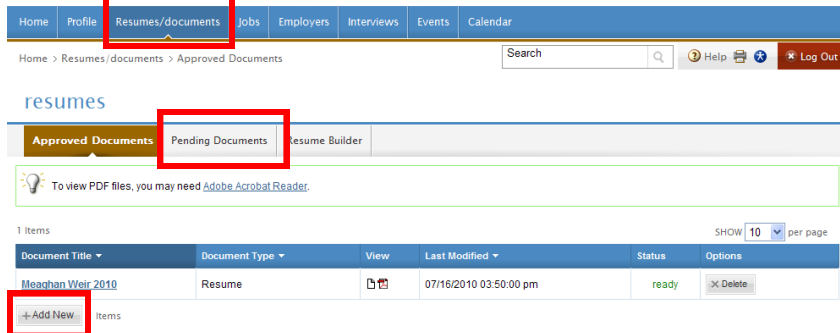 Home Profile Resumes/documents Jobs Employers Interviews Events Calendar
Home > Resumes/documents > Approved Documents Search Help Log Out
resumes
Approved Documents Pending Documents Resume Builder
To view PDF files, you may need Adobe Acrobat Reader.
1 Items SHOW 10 per page
Document Title Document Type View Last Modified Status Options
Meaghan Weir 2010 Resume 07/16/2010 03:50:00 pm ready Delete
+Add New Items